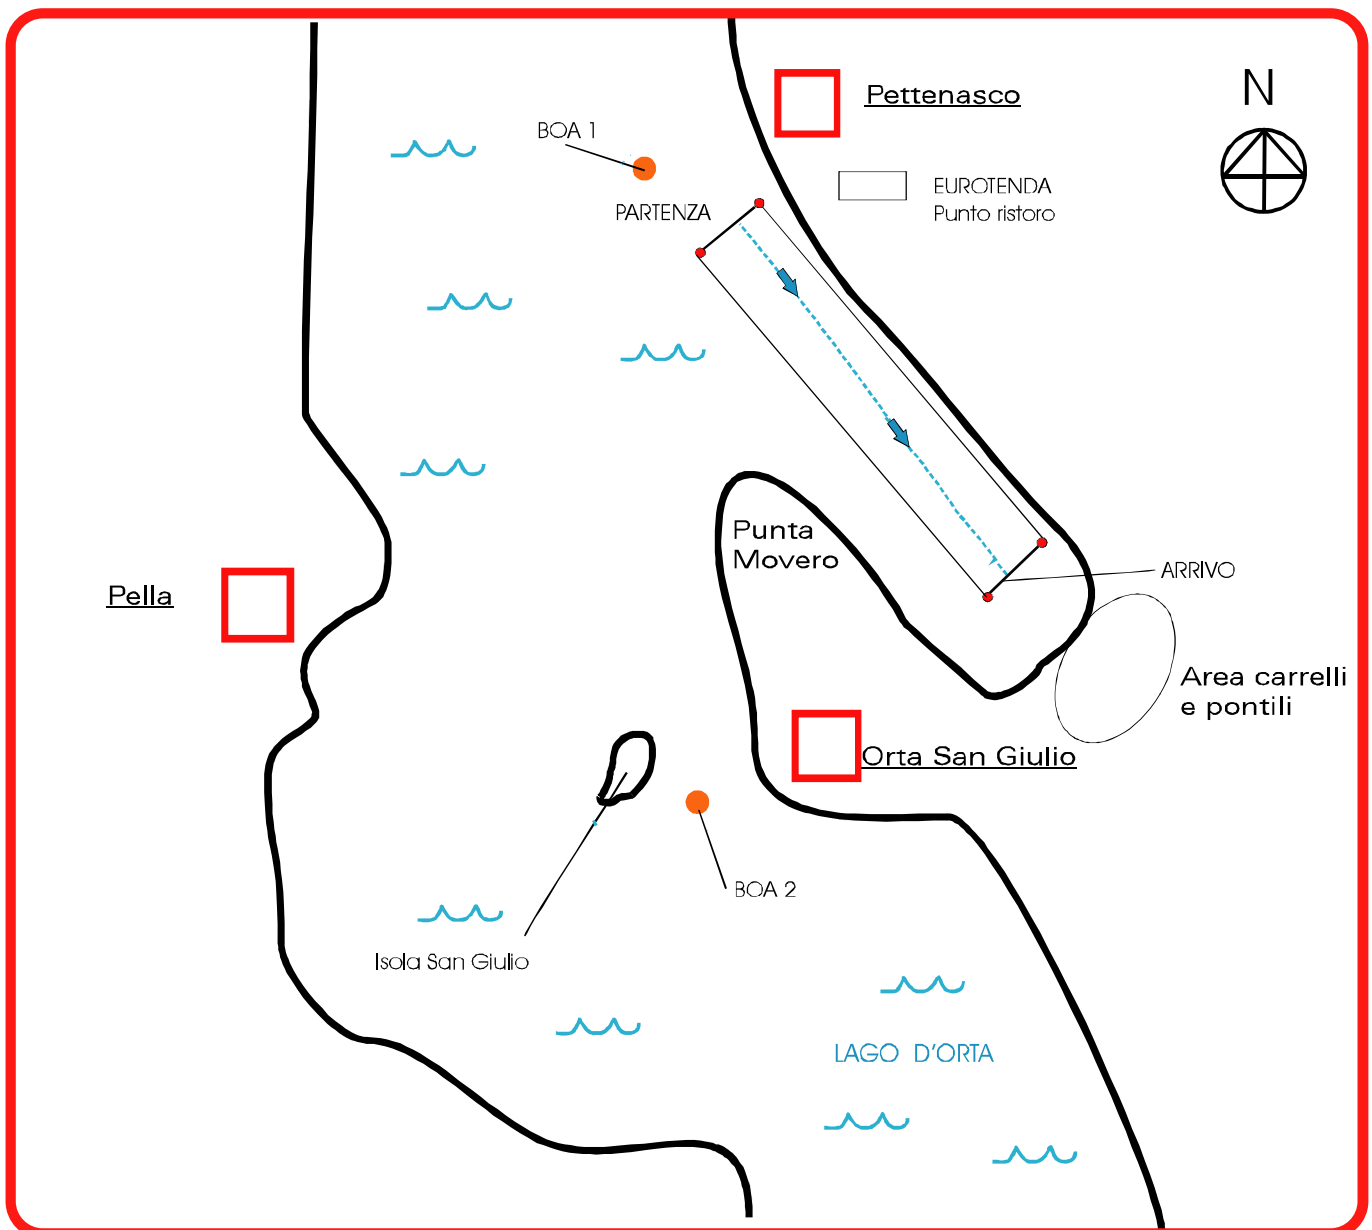 N
Pettenasco
BOA 1
EUROTENDA
Punto ristoro
PARTENZA
Punta
Movero
ARRIVO
Pella
Area carrelli
e pontili
Orta San Giulio
BOA 2
Isola San Giulio
LAGO D'ORTA